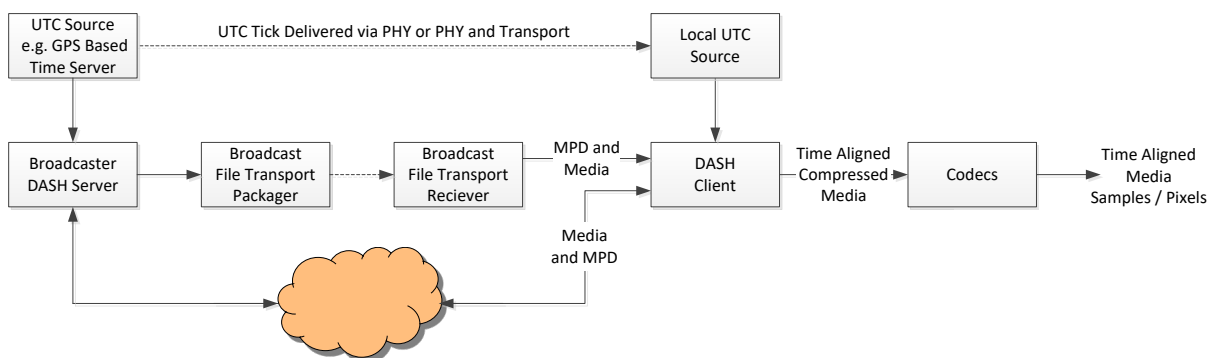 UTC Source
e.g. GPS Based
Time Server
UTC Tick Delivered via PHY or PHY and Transport
Local UTC
Source
Broadcaster
DASH Server
Broadcast
File Transport
Packager
Broadcast
File Transport
Reciever
MPD and
Media
DASH
Client
Time Aligned
Compressed
Media
Codecs
Time Aligned
Media
Samples / Pixels
Media
and MPD